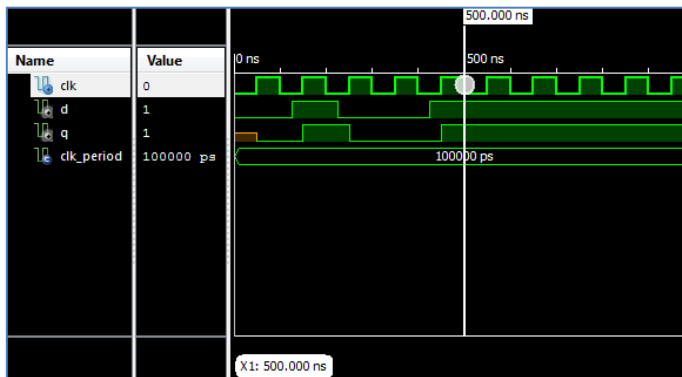 500.000 ns
Name Value 0 ns 500 ns
clk 0
d 1
q 1
clk_period 100000 ps 100000 ps
X1: 500.000 ns